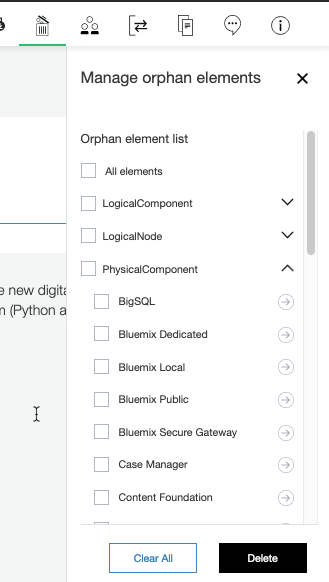 Manage orphan elements
Orphan element list
All elements
LogicalComponent
LogicalNode
PhysicalComponent
BigSQL
Bluemix Dedicated
Bluemix Local
Bluemix Public
Bluemix Secure Gateway
Case Manager
Content Foundation
Clear All Delete
e new digita
m (Python a